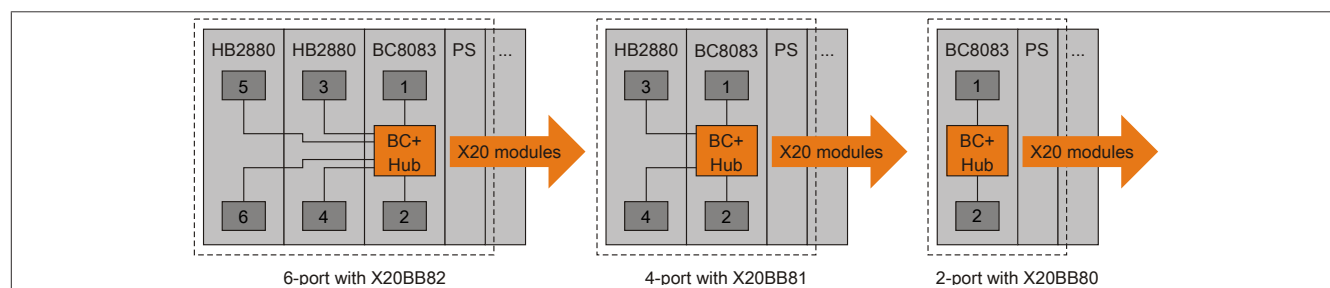 HB2880 HB2880 BC8083 PS ...
5 3 1
BC+
Hub
X20 modules
6 4 2
6-port with X20BB82
HB2880 BC8083 PS ...
3 1
BC+
Hub
X20 modules
4 2
4-port with X20BB81
BC8083 PS ...
1
BC+
Hub
X20 modules
2
2-port with X20BB80